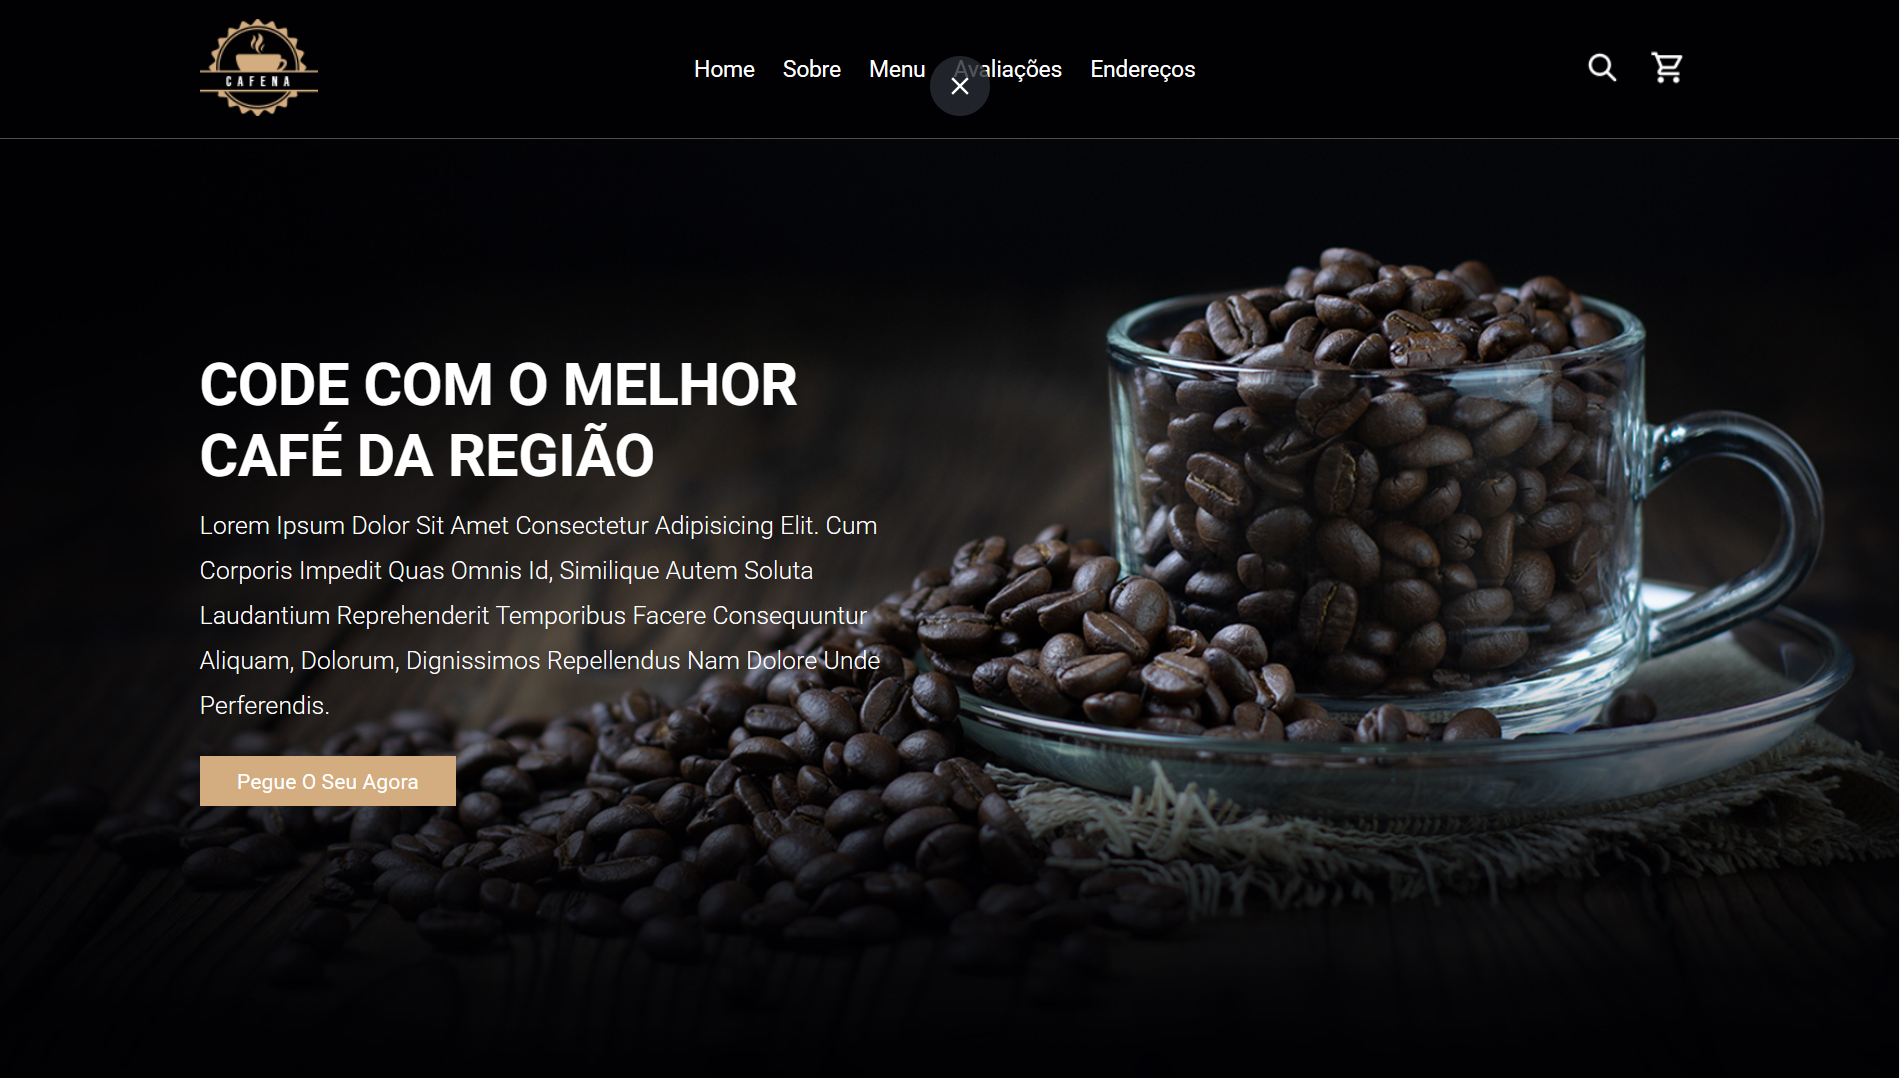 CAFENA
Home Sobre Menu Avaliações Endereços
CODE COM O MELHOR
CAFÉ DA REGIÃO
Lorem Ipsum Dolor Sit Amet Consectetur Adipisicing Elit. Cum
Corporis Impedit Quas Omnis Id, Similique Autem Soluta
Laudantium Reprehenderit Temporibus Facere Consequuntur
Aliquam, Dolorum, Dignissimos Repellendus Nam Dolore Unde
Perferendis.
Pegue O Seu Agora